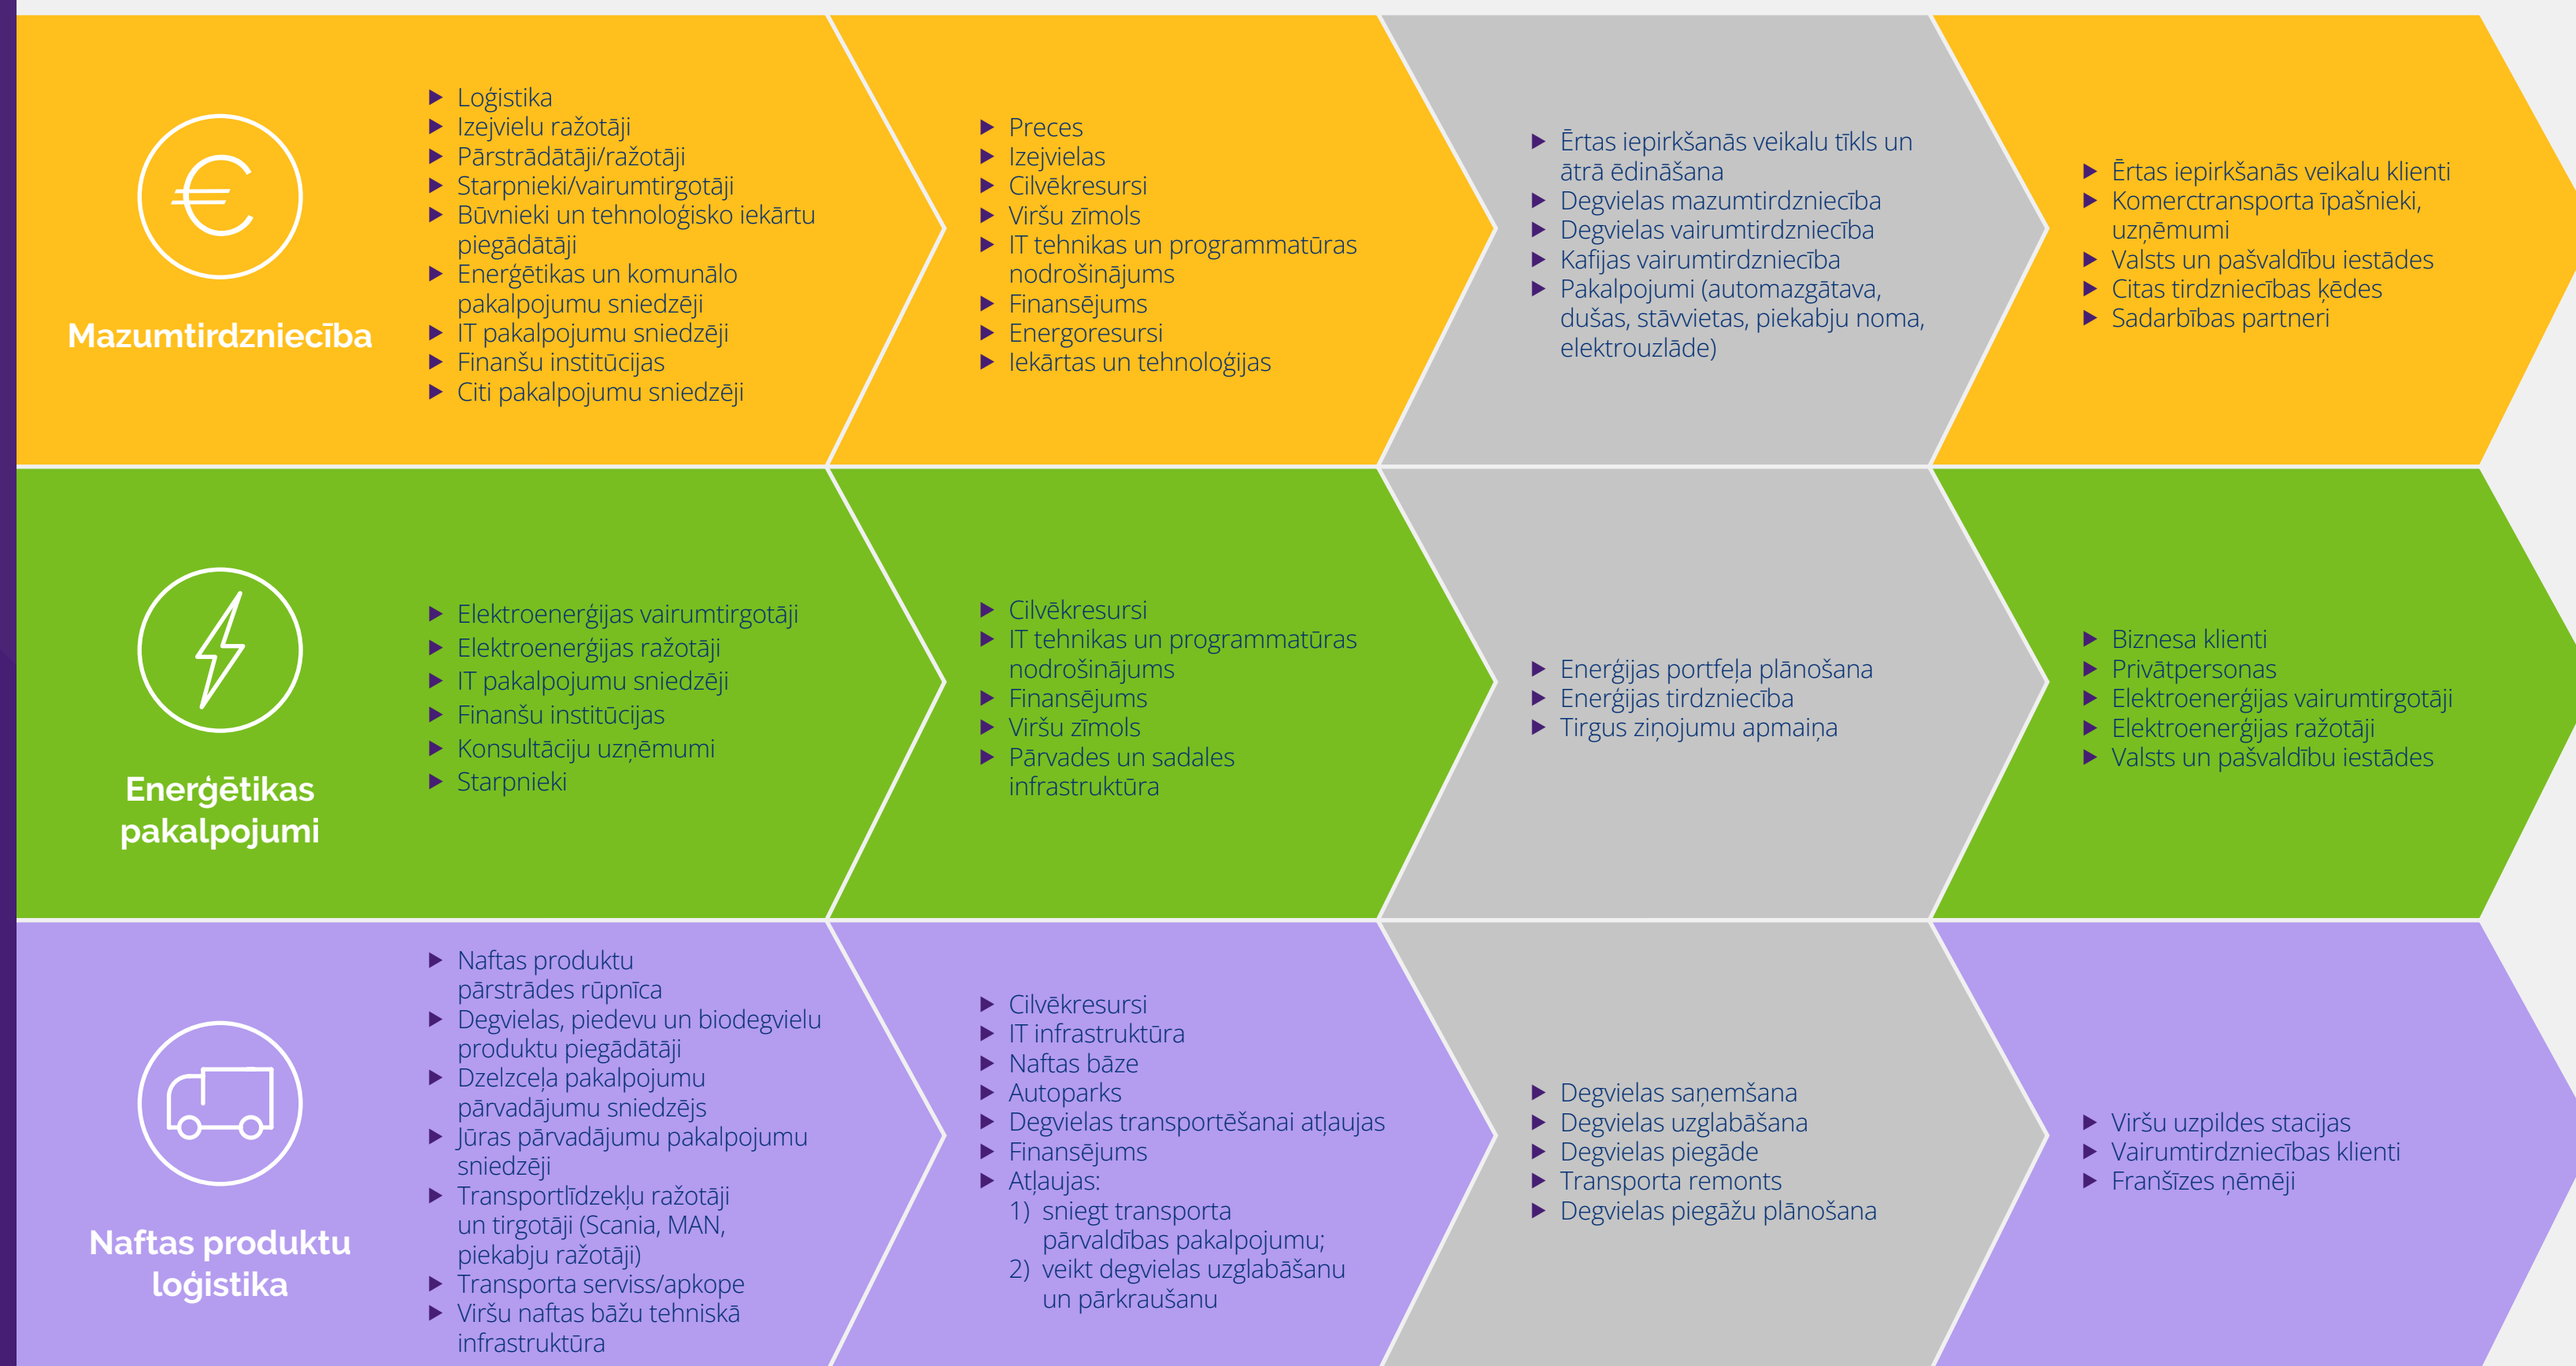 Mazumtirdzniecība
► Loģistika
► Izejvielu ražotāji
► Pārstrādātāji/ražotāji
► Starpnieki/vairumtirgotāji
► Būvnieki un tehnoloģisko iekārtu
piegādātāji
► Enerģētikas un komunālo
pakalpojumu sniedzēji
► IT pakalpojumu sniedzēji
► Finanšu institūcijas
► Citi pakalpojumu sniedzēji
► Preces
► Izejvielas
► Cilvēkresursi
► Viršu zīmols
► IT tehnikas un programmatūras
nodrošinājums
► Finansējums
► Energoresursi
► Iekārtas un tehnoloģijas
► Ērtas iepirkšanās veikalu tīkls un
ātrā ēdināšana
► Degvielas mazumtirdzniecība
► Degvielas vairumtirdzniecība
► Kafijas vairumtirdzniecība
► Pakalpojumi (automazgātava,
dušas, stāvvietas, piekabju noma,
elektrouzlāde)
► Ērtas iepirkšanās veikalu klienti
► Komerctransporta īpašnieki,
uzņēmumi
► Valsts un pašvaldību iestādes
► Citas tirdzniecības ķēdes
► Sadarbības partneri
Enerģētikas
pakalpojumi
► Elektroenerģijas vairumtirgotāji
► Elektroenerģijas ražotāji
► IT pakalpojumu sniedzēji
► Finanšu institūcijas
► Konsultāciju uzņēmumi
► Starpnieki
► Cilvēkresursi
► IT tehnikas un programmatūras
nodrošinājums
► Finansējums
► Viršu zīmols
► Pārvades un sadales
infrastruktūra
► Enerģijas portfeļa plānošana
► Enerģijas tirdzniecība
► Tirgus ziņojumu apmaiņa
► Biznesa klienti
► Privātpersonas
► Elektroenerģijas vairumtirgotāji
► Elektroenerģijas ražotāji
► Valsts un pašvaldību iestādes
Naftas produktu
loģistika
► Naftas produktu
pārstrādes rūpnīca
► Degvielas, piedevu un biodegvielu
produktu piegādātāji
► Dzelzceļa pakalpojumu
pārvadājumu sniedzējs
► Jūras pārvadājumu pakalpojumu
sniedzēji
► Transportlīdzekļu ražotāji
un tirgotāji (Scania, MAN,
piekabju ražotāji)
► Transporta serviss/apkope
► Viršu naftas bāžu tehniskā
infrastruktūra
► Cilvēkresursi
► IT infrastruktūra
► Naftas bāze
► Autoparks
► Degvielas transportēšanai atļaujas
► Finansējums
► Atļaujas:
1) sniegt transporta
pārvaldības pakalpojumu;
2) veikt degvielas uzglabāšanu
un pārkraušanu
► Degvielas saņemšana
► Degvielas uzglabāšana
► Degvielas piegāde
► Transporta remonts
► Degvielas piegāžu plānošana
► Viršu uzpildes stacijas
► Vairumtirdzniecības klienti
► Franšīzes ņēmēji